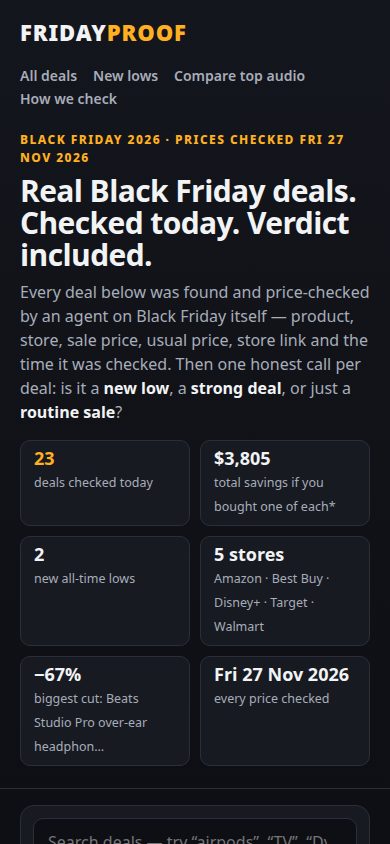 FRIDAYPROOF
All deals New lows Compare top audio
How we check
BLACK FRIDAY 2026 · PRICES CHECKED FRI 27
NOV 2026
Real Black Friday deals.
Checked today. Verdict
included.
Every deal below was found and price-checked
by an agent on Black Friday itself — product,
store, sale price, usual price, store link and the
time it was checked. Then one honest call per
deal: is it a new low, a strong deal, or just a
routine sale?
23
deals checked today
$3,805
total savings if you
bought one of each*
2
new all-time lows
5 stores
Amazon · Best Buy ·
Disney+ · Target ·
Walmart
−67%
biggest cut: Beats
Studio Pro over-ear
headphon...
Fri 27 Nov 2026
every price checked
Search deals — try “airpods”, “TV”, “Dy